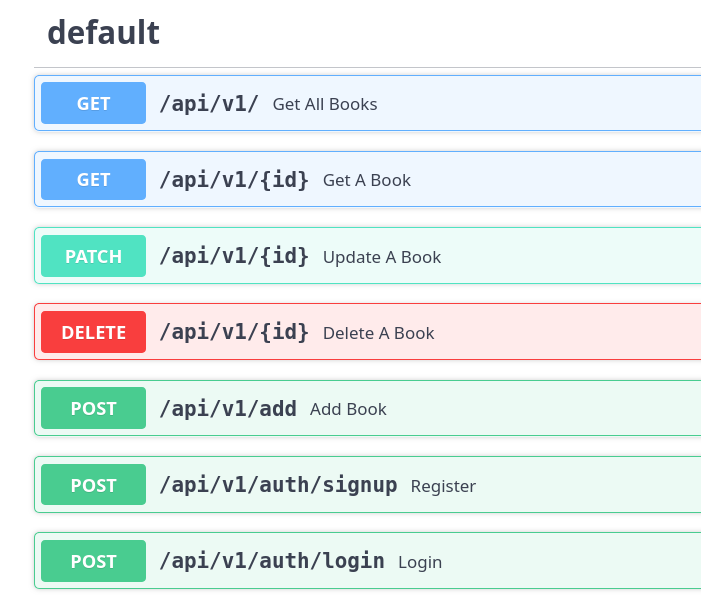 default
GET /api/v1/ Get All Books
GET /api/v1/{id} Get A Book
PATCH /api/v1/{id} Update A Book
DELETE /api/v1/{id} Delete A Book
POST /api/v1/add Add Book
POST /api/v1/auth/signup Register
POST /api/v1/auth/login Login